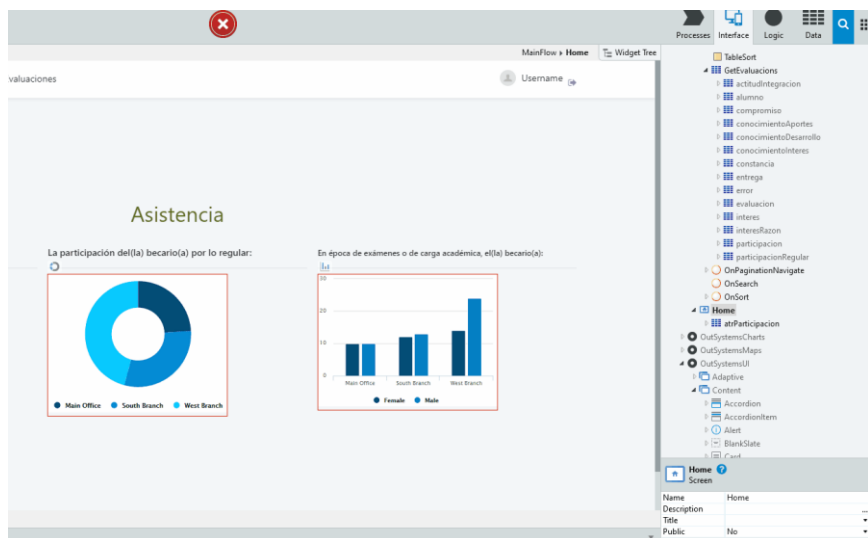 Processes Interface Logic Data
MainFlow Home Widget Tree
valuaciones
Username
Asistencia
La participación del(la) becario(a) por lo regular:
Main Office South Branch West Branch
En época de exámenes o de carga académica, el(la) becario(a):
30
20
10
0
Main Office South Branch West Branch
Female Male
TableSort
GetEvaluacions
actitudIntegracion
alumno
compromiso
conocimientoAportes
conocimientoDesarrollo
conocimientoInteres
constancia
entrega
error
evaluacion
interes
interesRazon
participacion
participacionRegular
OnPaginationNavigate
OnSearch
OnSort
Home
atrParticipacion
OutSystemsCharts
OutSystemsMaps
OutSystemsUI
Adaptive
Content
Accordion
AccordionItem
Alert
BlankSlate
Card
Home ?
Screen
Name Home
Description ...
Title
Public No